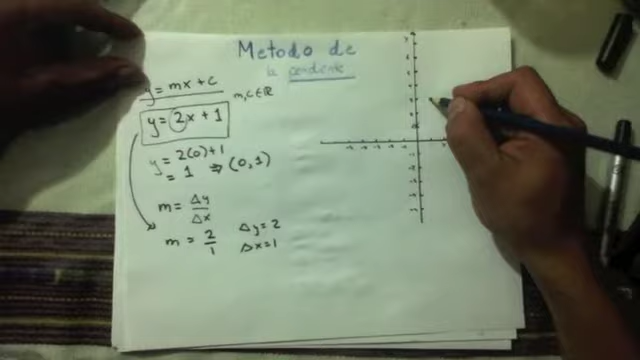 Metodo de
la pendiente
y = mx + c
m, c ∈ ℝ
y = 2x + 1
y = 2(0) + 1
= 1 ⇒ (0, 1)
m = Δy/Δx
m = 2/1 Δy = 2
Δx = 1